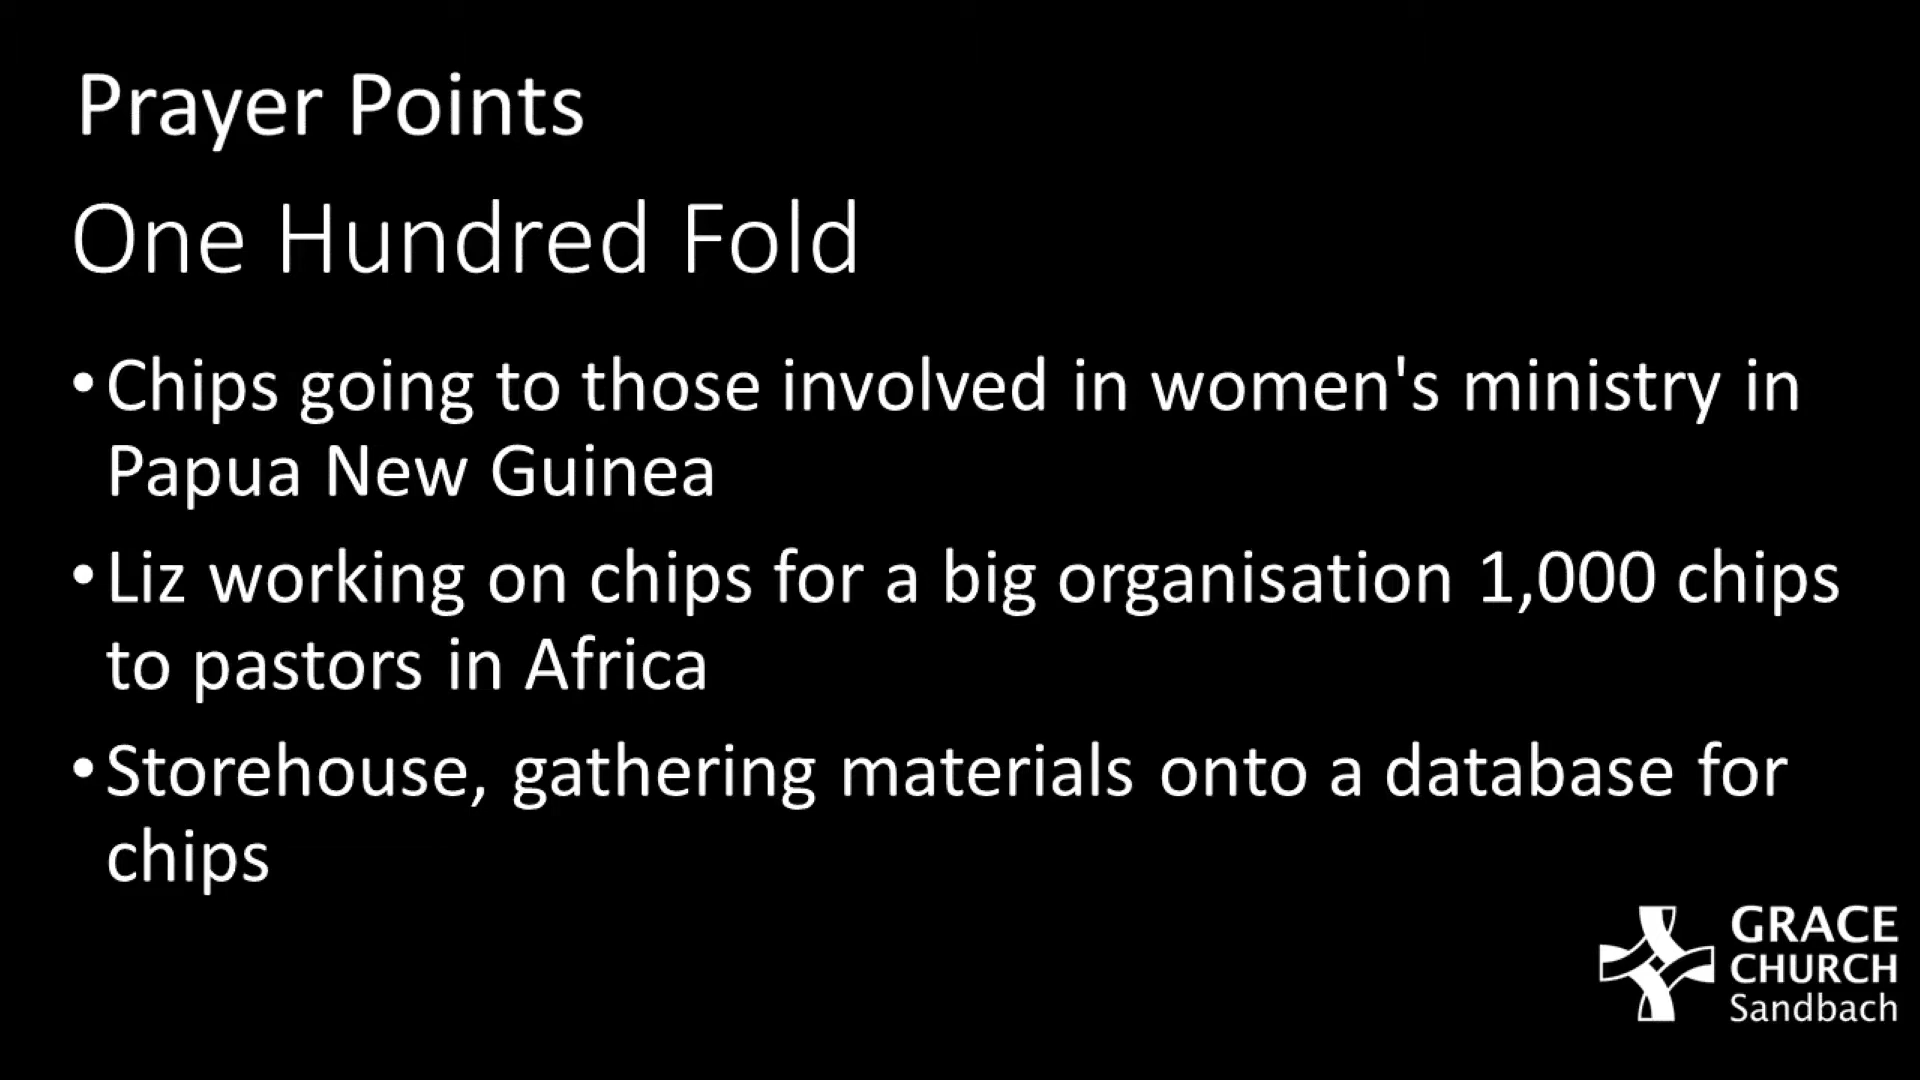 Prayer Points
One Hundred Fold
•Chips going to those involved in women's ministry in
Papua New Guinea
•Liz working on chips for a big organisation 1,000 chips
to pastors in Africa
•Storehouse, gathering materials onto a database for
chips
GRACE
CHURCH
Sandbach